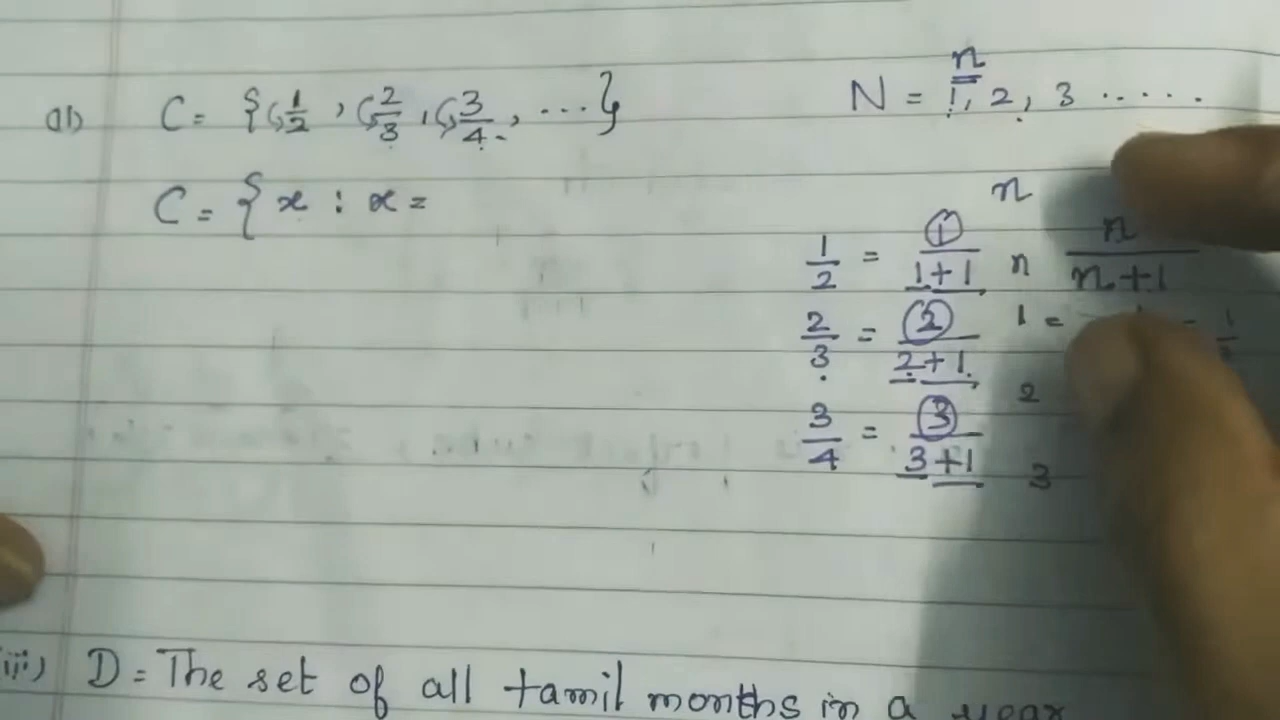 C = { 1/2 , 2/3 , 3/4 , ... }
N = 1, 2, 3 .....
n
C = { x : x =
n
1/2 = 1/1+1 n n/n+1
2/3 = 2/2+1 1 =
2
3/4 = 3/3+1 3
iii) D = The set of all tamil months in a year